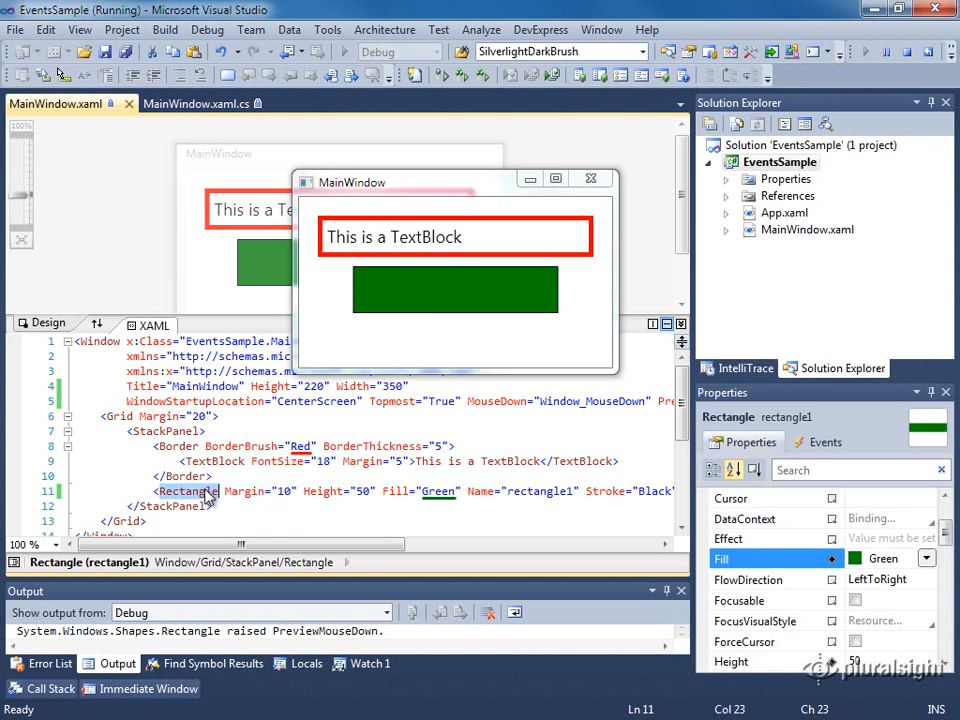 EventsSample (Running) - Microsoft Visual Studio
File Edit View Project Build Debug Team Data Tools Architecture Test Analyze DevExpress Window Help
Debug SilverlightDarkBrush
MainWindow.xaml MainWindow.xaml.cs
100%
MainWindow
This is a Te
MainWindow
This is a TextBlock
Design XAML
1 <Window x:Class="EventsSample.Mai
2 xmlns="http://schemas.mic
3 xmlns:x="http://schemas.m
4 Title="MainWindow" Height="220" Width="350"
5 WindowStartupLocation="CenterScreen" Topmost="True" MouseDown="Window_MouseDown" Pre
6 <Grid Margin="20">
7 <StackPanel>
8 <Border BorderBrush="Red" BorderThickness="5">
9 <TextBlock FontSize="18" Margin="5">This is a TextBlock</TextBlock>
10 </Border>
11 <Rectangle Margin="10" Height="50" Fill="Green" Name="rectangle1" Stroke="Black"
12 </StackPanel>
13 </Grid>
</Window>
100 %
Rectangle (rectangle1) Window/Grid/StackPanel/Rectangle
Output
Show output from: Debug
System.Windows.Shapes.Rectangle raised PreviewMouseDown.
Error List Output Find Symbol Results Locals Watch 1
Call Stack Immediate Window
Ready Ln 11 Col 23 Ch 23 INS
Solution Explorer
Solution 'EventsSample' (1 project)
EventsSample
Properties
References
App.xaml
MainWindow.xaml
IntelliTrace Solution Explorer
Properties
Rectangle rectangle1
Properties Events
Search
Cursor
DataContext Binding...
Effect Value must be set
Fill Green
FlowDirection LeftToRight
Focusable
FocusVisualStyle Resource...
ForceCursor
Height 50
pluralsight